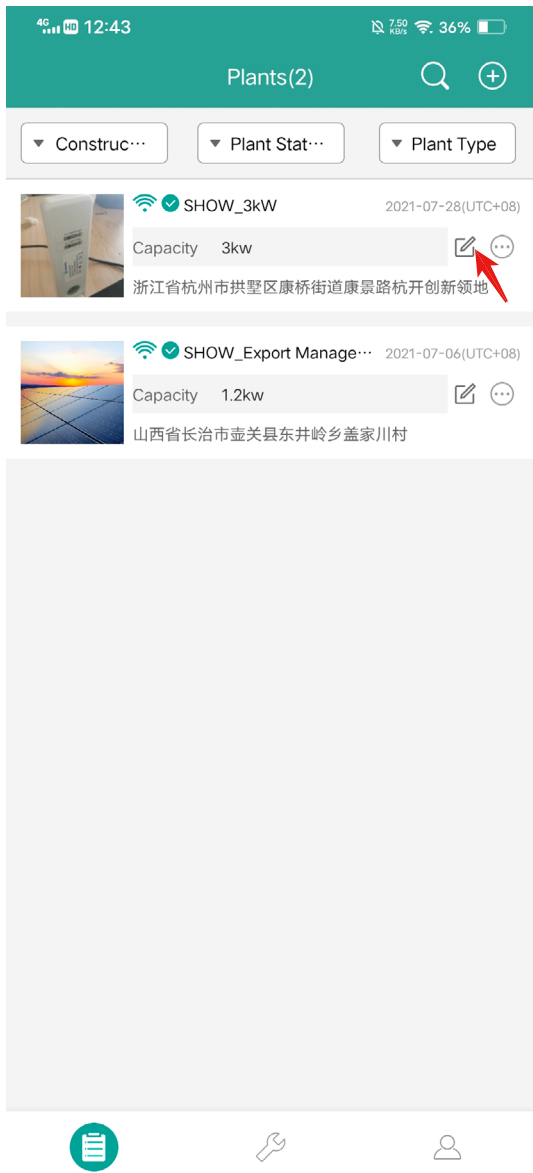 4G HD 12:43 7.50 KB/s 36%
Plants(2)
Construc··· Plant Stat··· Plant Type
SHOW_3kW 2021-07-28(UTC+08)
Capacity 3kw
浙江省杭州市拱墅区康桥街道康景路杭开创新领地
SHOW_Export Manage··· 2021-07-06(UTC+08)
Capacity 1.2kw
山西省长治市壶关县东井岭乡盖家川村